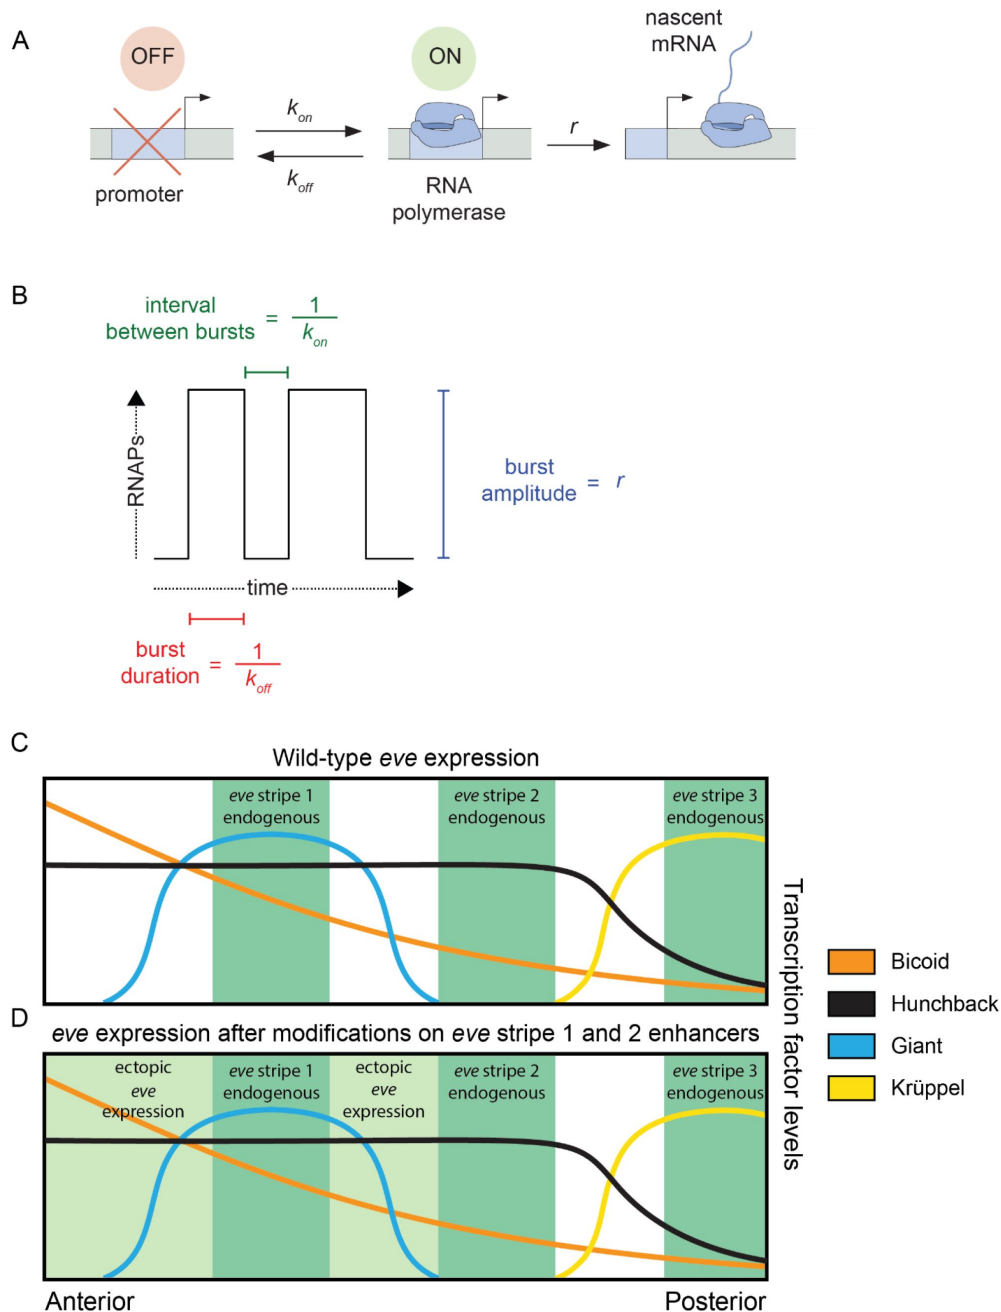 A
OFF
ON
nascent
mRNA
k_on
k_off
r
promoter
RNA
polymerase
B
interval
between bursts = 1 / k_on
RNAPs
burst
amplitude = r
time
burst
duration = 1 / k_off
C
Wild-type eve expression
eve stripe 1
endogenous
eve stripe 2
endogenous
eve stripe 3
endogenous
D
eve expression after modifications on eve stripe 1 and 2 enhancers
ectopic
eve
expression
eve stripe 1
endogenous
ectopic
eve
expression
eve stripe 2
endogenous
eve stripe 3
endogenous
Transcription factor levels
Bicoid
Hunchback
Giant
Krüppel
Anterior
Posterior